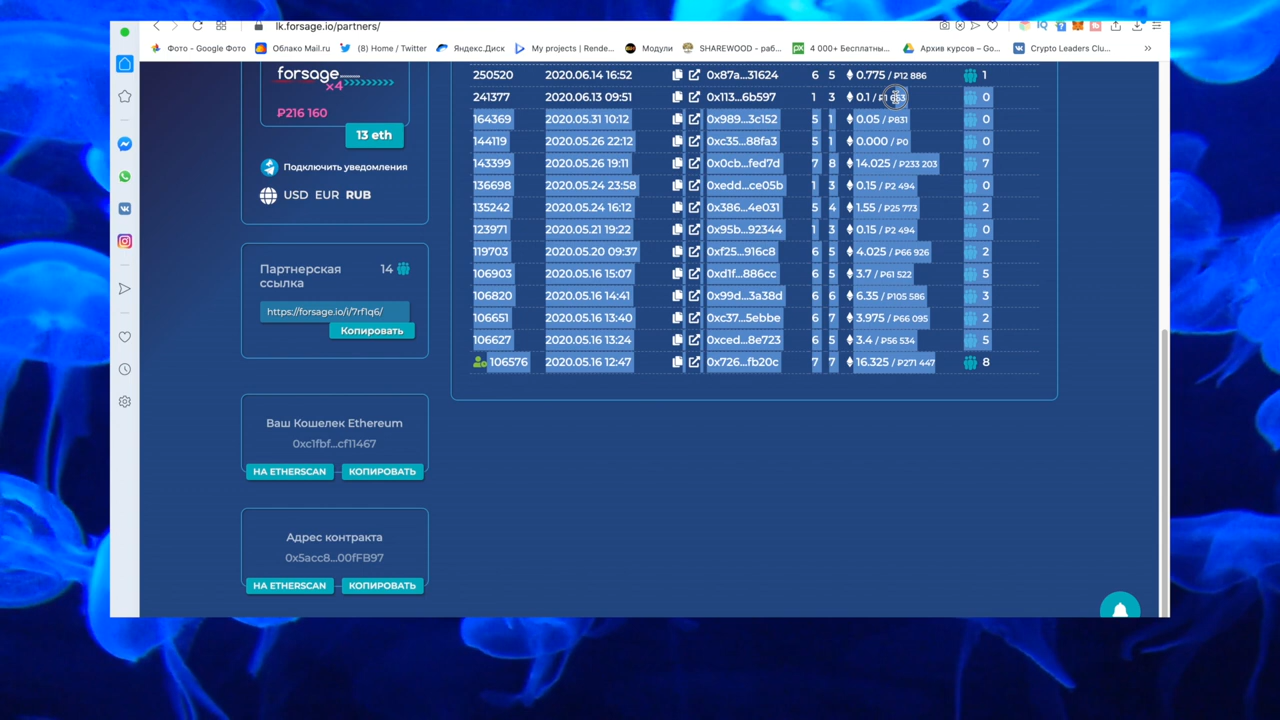 lk.forsage.io/partners/
Фото - Google Фото
Облако Mail.ru
(8) Home / Twitter
Яндекс.Диск
My projects | Rende...
Модули
SHAREWOOD - раб...
4 000+ Бесплатны...
Архив курсов – Go...
Crypto Leaders Clu...
forsage
x4
₽216 160
13 eth
Подключить уведомления
USD EUR RUB
Партнерская 14
ссылка
https://forsage.io/i/7rf1q6/
Копировать
Ваш Кошелек Ethereum
0xc1fbf...cf11467
НА ETHERSCAN КОПИРОВАТЬ
Адрес контракта
0x5acc8...00fFB97
НА ETHERSCAN КОПИРОВАТЬ
250520 2020.06.14 16:52 0x87a...31624 6 5 0.775 / ₽12 886 1
241377 2020.06.13 09:51 0x113...6b597 1 3 0.1 / ₽1 663 0
164369 2020.05.31 10:12 0x989...3c152 5 1 0.05 / ₽831 0
144119 2020.05.26 22:12 0xc35...88fa3 5 1 0.000 / ₽0 0
143399 2020.05.26 19:11 0x0cb...fed7d 7 8 14.025 / ₽233 203 7
136698 2020.05.24 23:58 0xedd...ce05b 1 3 0.15 / ₽2 494 0
135242 2020.05.24 16:12 0x386...4e031 5 4 1.55 / ₽25 773 2
123971 2020.05.21 19:22 0x95b...92344 1 3 0.15 / ₽2 494 0
119703 2020.05.20 09:37 0xf25...916c8 6 5 4.025 / ₽66 926 2
106903 2020.05.16 15:07 0xd1f...886cc 6 5 3.7 / ₽61 522 5
106820 2020.05.16 14:41 0x99d...3a38d 6 6 6.35 / ₽105 586 3
106651 2020.05.16 13:40 0xc37...5ebbe 6 7 3.975 / ₽66 095 2
106627 2020.05.16 13:24 0xced...8e723 6 5 3.4 / ₽56 534 5
106576 2020.05.16 12:47 0x726...fb20c 7 7 16.325 / ₽271 447 8